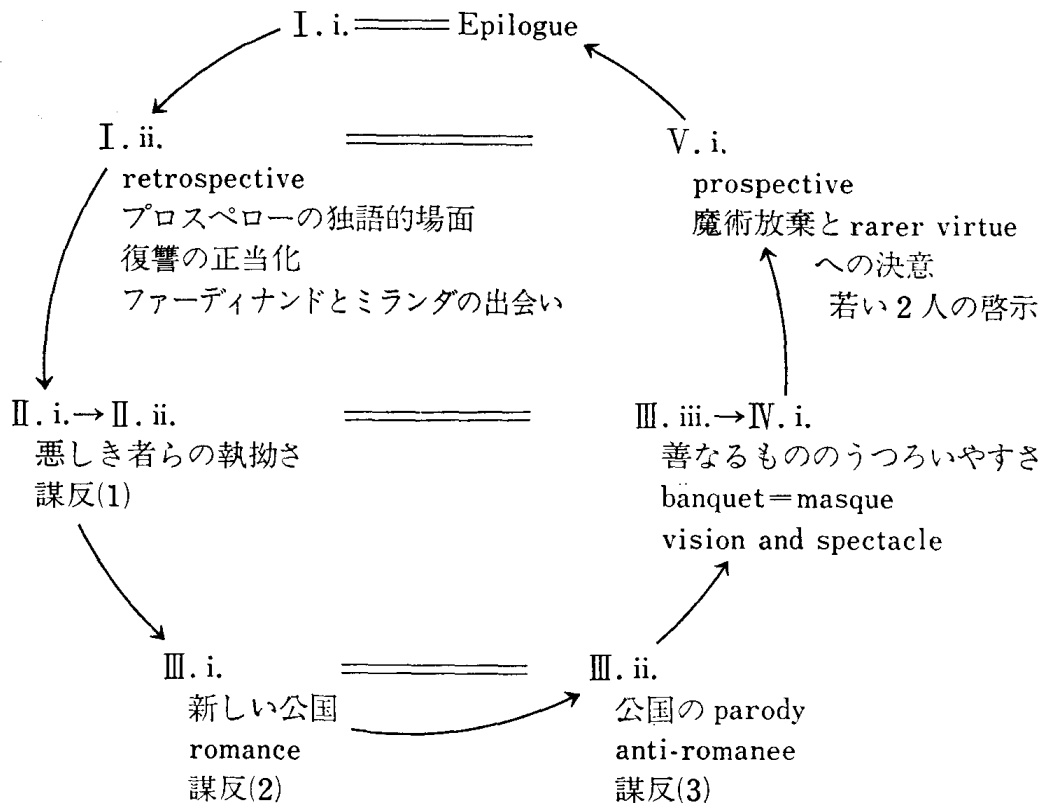 Ⅰ. i. Epilogue
Ⅰ. ii.
retrospective
プロスペローの独語的場面
復讐の正当化
ファーディナンドとミランダの出会い
Ⅴ. i.
prospective
魔術放棄と rarer virtue
への決意
若い2人の啓示
Ⅱ. i.→Ⅱ. ii.
悪しき者らの執拗さ
謀反(1)
Ⅲ. iii.→Ⅳ. i.
善なるもののうつろいやすさ
banquet=masque
vision and spectacle
Ⅲ. i.
新しい公国
romance
謀反(2)
Ⅲ. ii.
公国の parody
anti-romanee
謀反(3)